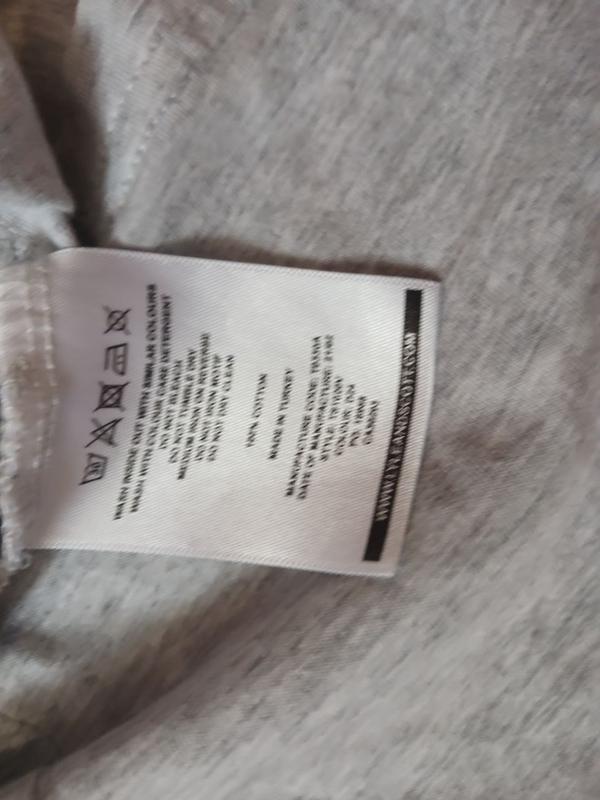 WASH INSIDE OUT WITH SIMILAR COLOURS
WASH WITH COLOUR CARE DETERGENT
DO NOT BLEACH
DO NOT TUMBLE DRY
MEDIUM IRON ON REVERSE
DO NOT IRON MOTIF
DO NOT DRY CLEAN
100% COTTON
MADE IN TURKEY
MANUFACTURE CODE:
DATE OF MANUFACTURE:
STYLE:
COLOUR:
WWW.LYLEANDSCOTT.COM